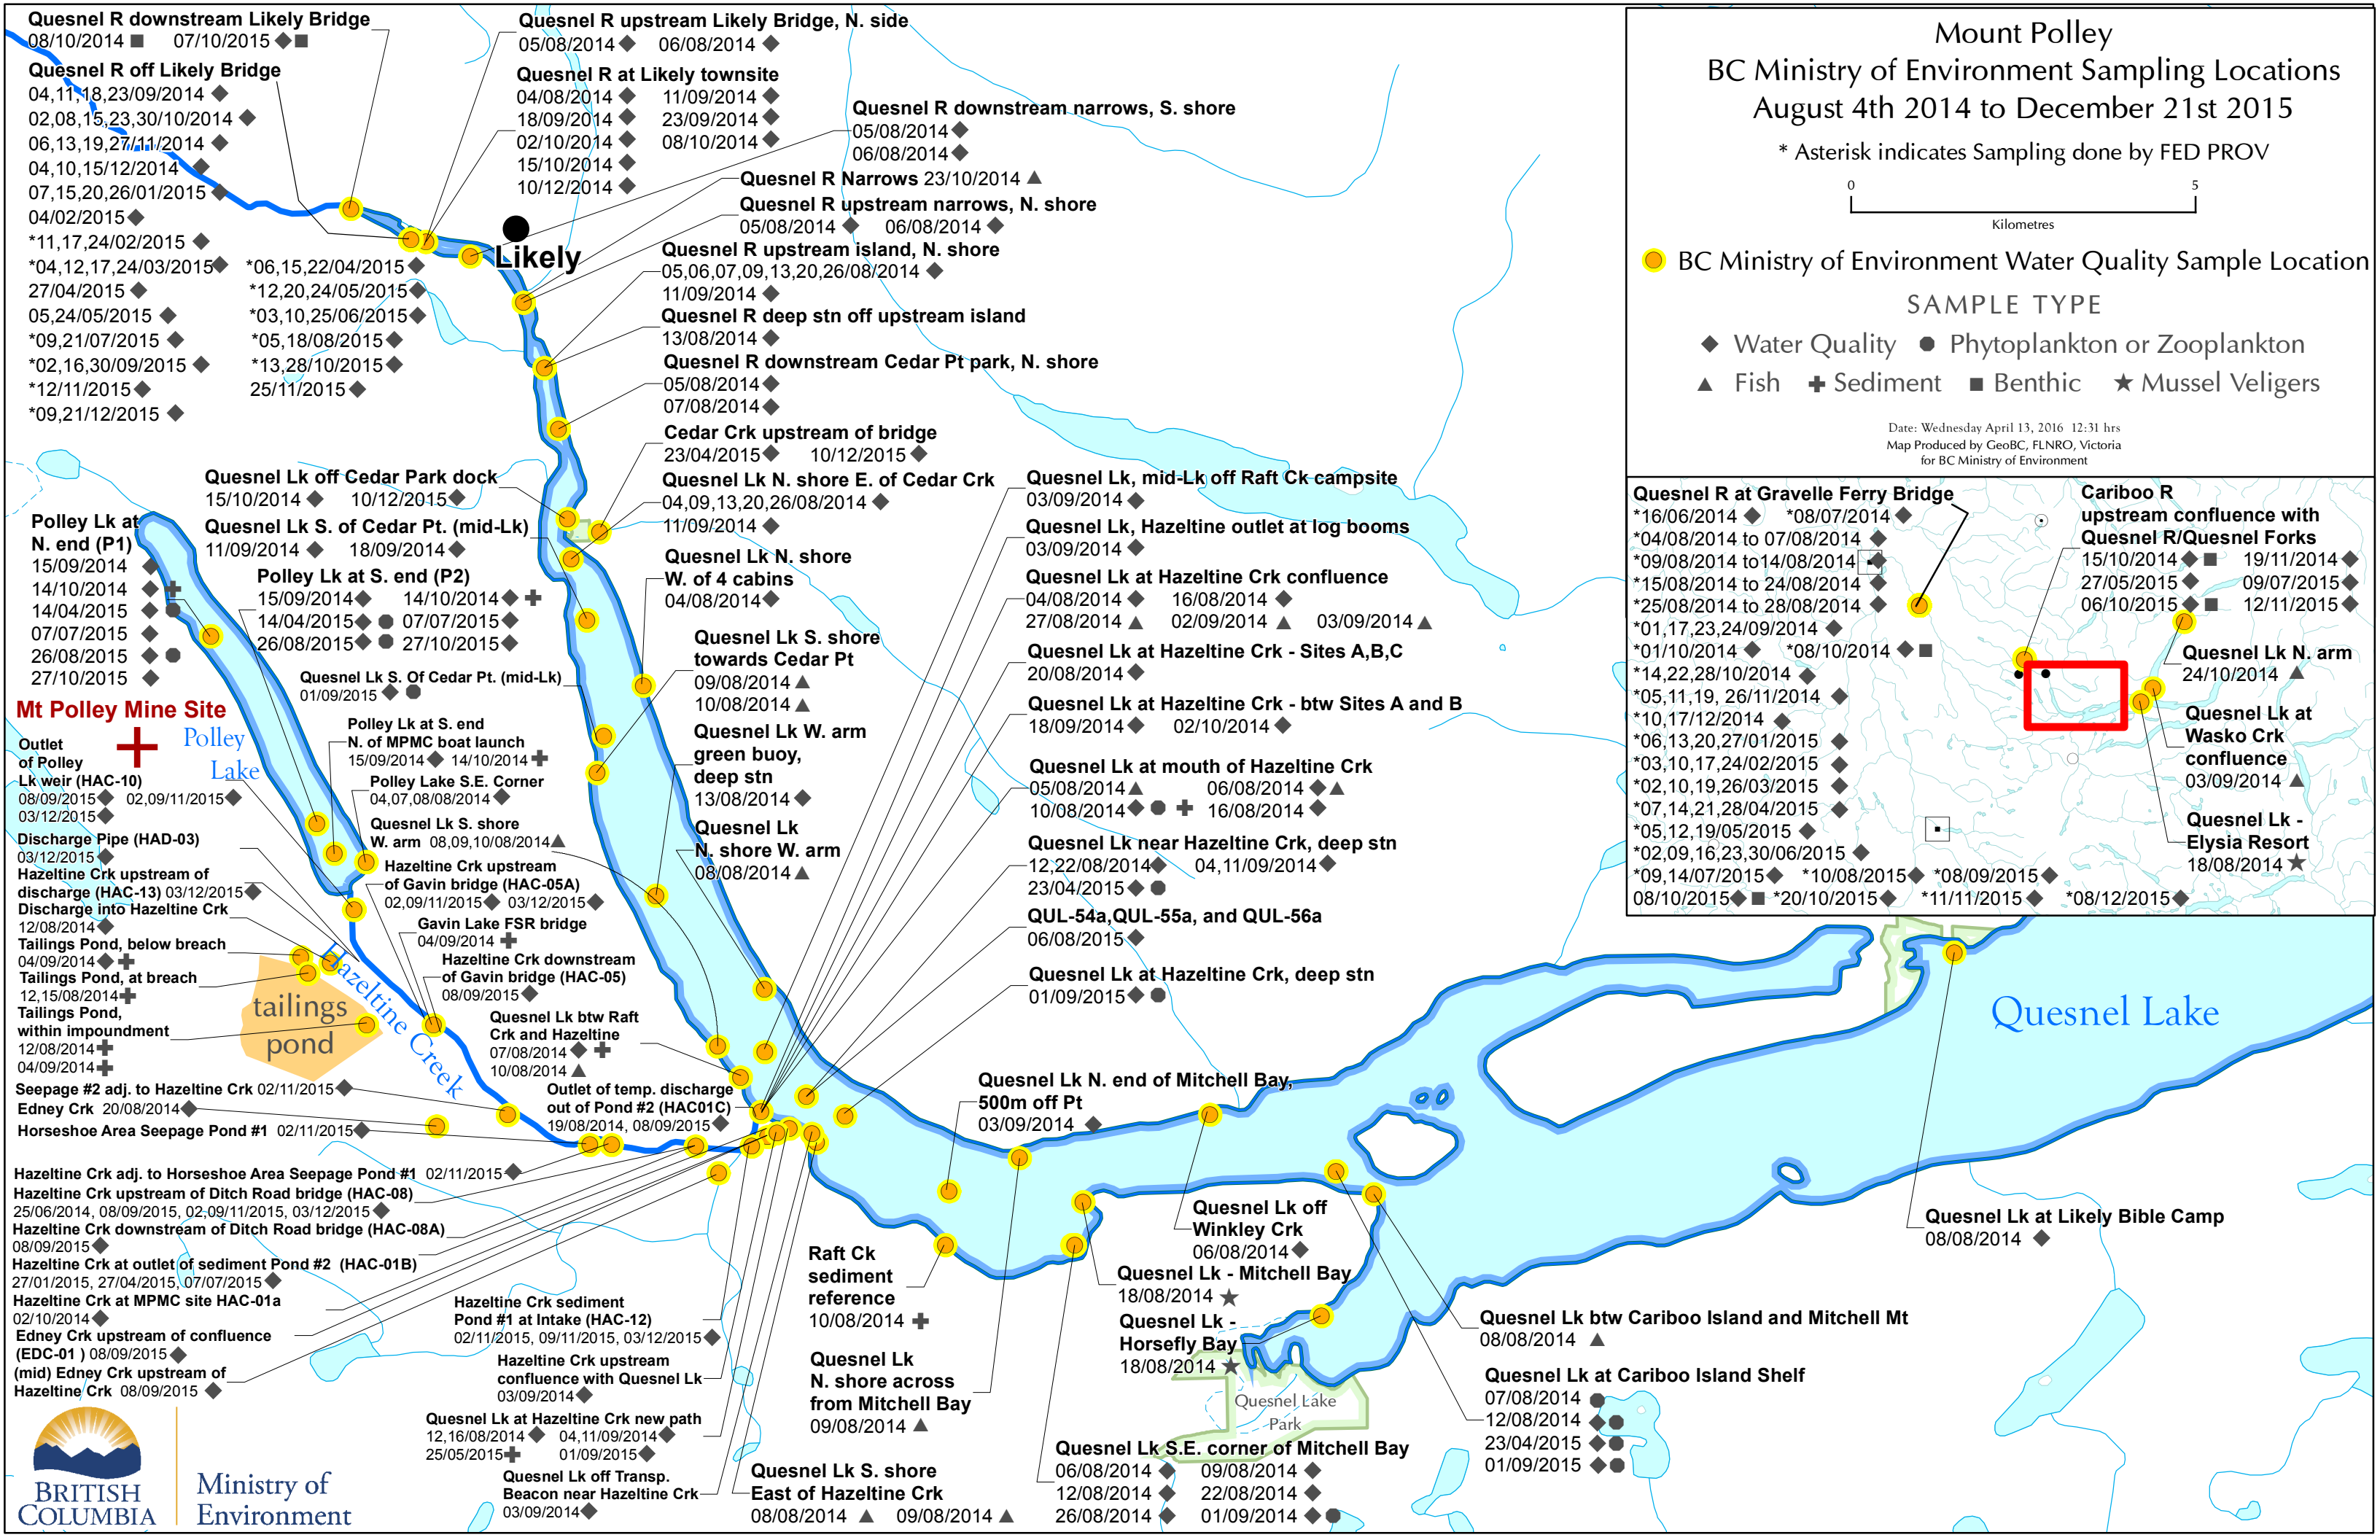 Mount Polley
BC Ministry of Environment Sampling Locations
August 4th 2014 to December 21st 2015
* Asterisk indicates Sampling done by FED PROV
0 5
Kilometres
BC Ministry of Environment Water Quality Sample Location
SAMPLE TYPE
◆ Water Quality ● Phytoplankton or Zooplankton
▲ Fish ✚ Sediment ■ Benthic ★ Mussel Veligers
Date: Wednesday April 13, 2016 12:31 hrs
Map Produced by GeoBC, FLNRO, Victoria
for BC Ministry of Environment
Quesnel R downstream Likely Bridge
08/10/2014 ■ 07/10/2015 ◆■
Quesnel R off Likely Bridge
04,11,18,23/09/2014 ◆
02,08,15,23,30/10/2014 ◆
06,13,19,27/11/2014 ◆
04,10,15/12/2014 ◆
07,15,20,26/01/2015 ◆
04/02/2015 ◆
*11,17,24/02/2015 ◆
*04,12,17,24/03/2015 ◆ *06,15,22/04/2015 ◆
27/04/2015 ◆ *12,20,24/05/2015 ◆
05,24/05/2015 ◆ *03,10,25/06/2015 ◆
*09,21/07/2015 ◆ *05,18/08/2015 ◆
*02,16,30/09/2015 ◆ *13,28/10/2015 ◆
*12/11/2015 ◆ 25/11/2015 ◆
*09,21/12/2015 ◆
Quesnel R upstream Likely Bridge, N. side
05/08/2014 ◆ 06/08/2014 ◆
Quesnel R at Likely townsite
04/08/2014 ◆ 11/09/2014 ◆
18/09/2014 ◆ 23/09/2014 ◆
02/10/2014 ◆ 08/10/2014 ◆
15/10/2014 ◆
10/12/2014 ◆
Quesnel R downstream narrows, S. shore
05/08/2014 ◆
06/08/2014 ◆
Quesnel R Narrows 23/10/2014 ▲
Quesnel R upstream narrows, N. shore
05/08/2014 ◆ 06/08/2014 ◆
Likely
Quesnel R upstream island, N. shore
05,06,07,09,13,20,26/08/2014 ◆
11/09/2014 ◆
Quesnel R deep stn off upstream island
13/08/2014 ◆
Quesnel R downstream Cedar Pt park, N. shore
05/08/2014 ◆
07/08/2014 ◆
Cedar Crk upstream of bridge
23/04/2015 ◆ 10/12/2015 ◆
Quesnel Lk N. shore E. of Cedar Crk
04,09,13,20,26/08/2014 ◆
11/09/2014 ◆
Quesnel Lk off Cedar Park dock
15/10/2014 ◆ 10/12/2015 ◆
Quesnel Lk S. of Cedar Pt. (mid-Lk)
11/09/2014 ◆ 18/09/2014 ◆
Polley Lk at S. end (P2)
15/09/2014 ◆ 14/10/2014 ◆ ✚
14/04/2015 ◆ ● 07/07/2015 ◆
26/08/2015 ◆ ● 27/10/2015 ◆
Polley Lk at
N. end (P1)
15/09/2014 ◆
14/10/2014 ◆ ✚
14/04/2015 ◆ ●
07/07/2015 ◆
26/08/2015 ◆ ●
27/10/2015 ◆
Quesnel Lk S. Of Cedar Pt. (mid-Lk)
01/09/2015 ◆ ●
Mt Polley Mine Site
Polley
Lake
Polley Lk at S. end
N. of MPMC boat launch
15/09/2014 ◆ 14/10/2014 ✚
Polley Lake S.E. Corner
04,07,08/08/2014 ◆
Quesnel Lk S. shore
W. arm 08,09,10/08/2014 ▲
Outlet
of Polley
Lk weir (HAC-10)
08/09/2015 ◆ 02,09/11/2015 ◆
03/12/2015 ◆
Discharge Pipe (HAD-03)
03/12/2015 ◆
Hazeltine Crk upstream of
discharge (HAC-13) 03/12/2015 ◆
Discharge into Hazeltine Crk
12/08/2014 ◆
Tailings Pond, below breach
04/09/2014 ◆ ✚
Tailings Pond, at breach
12,15/08/2014 ✚
Tailings Pond,
within impoundment
12/08/2014 ✚
04/09/2014 ✚
tailings
pond
Hazeltine Creek
Hazeltine Crk upstream
of Gavin bridge (HAC-05A)
02,09/11/2015 ◆ 03/12/2015 ◆
Gavin Lake FSR bridge
04/09/2014 ✚
Hazeltine Crk downstream
of Gavin bridge (HAC-05)
08/09/2015 ◆
Quesnel Lk btw Raft
Crk and Hazeltine
07/08/2014 ◆ ✚
10/08/2014 ▲
Outlet of temp. discharge
out of Pond #2 (HAC01C)
19/08/2014, 08/09/2015 ◆
Seepage #2 adj. to Hazeltine Crk 02/11/2015 ◆
Edney Crk 20/08/2014 ◆
Horseshoe Area Seepage Pond #1 02/11/2015 ◆
Hazeltine Crk adj. to Horseshoe Area Seepage Pond #1 02/11/2015 ◆
Hazeltine Crk upstream of Ditch Road bridge (HAC-08)
25/06/2014, 08/09/2015, 02,09/11/2015, 03/12/2015 ◆
Hazeltine Crk downstream of Ditch Road bridge (HAC-08A)
08/09/2015 ◆
Hazeltine Crk at outlet of sediment Pond #2 (HAC-01B)
27/01/2015, 27/04/2015, 07/07/2015 ◆
Hazeltine Crk at MPMC site HAC-01a
02/10/2014 ◆
Edney Crk upstream of confluence
(EDC-01 ) 08/09/2015 ◆
(mid) Edney Crk upstream of
Hazeltine Crk 08/09/2015 ◆
Quesnel Lk N. shore
W. of 4 cabins
04/08/2014 ◆
Quesnel Lk S. shore
towards Cedar Pt
09/08/2014 ▲
10/08/2014 ▲
Quesnel Lk W. arm
green buoy,
deep stn
13/08/2014 ◆
Quesnel Lk
N. shore W. arm
08/08/2014 ▲
Quesnel Lk, mid-Lk off Raft Ck campsite
03/09/2014 ◆
Quesnel Lk, Hazeltine outlet at log booms
03/09/2014 ◆
Quesnel Lk at Hazeltine Crk confluence
04/08/2014 ◆ 16/08/2014 ◆
27/08/2014 ▲ 02/09/2014 ▲ 03/09/2014 ▲
Quesnel Lk at Hazeltine Crk - Sites A,B,C
20/08/2014 ◆
Quesnel Lk at Hazeltine Crk - btw Sites A and B
18/09/2014 ◆ 02/10/2014 ◆
Quesnel Lk at mouth of Hazeltine Crk
05/08/2014 ▲ 06/08/2014 ◆▲
10/08/2014 ◆ ● ✚ 16/08/2014 ◆
Quesnel Lk near Hazeltine Crk, deep stn
12,22/08/2014 ◆ 04,11/09/2014 ◆
23/04/2015 ◆ ●
QUL-54a,QUL-55a, and QUL-56a
06/08/2015 ◆
Quesnel Lk at Hazeltine Crk, deep stn
01/09/2015 ◆ ●
Quesnel Lk N. end of Mitchell Bay,
500m off Pt
03/09/2014 ◆
Quesnel R at Gravelle Ferry Bridge
*16/06/2014 ◆ *08/07/2014 ◆
*04/08/2014 to 07/08/2014 ◆
*09/08/2014 to14/08/2014 ◆
*15/08/2014 to 24/08/2014 ◆
*25/08/2014 to 28/08/2014 ◆
*01,17,23,24/09/2014 ◆
*01/10/2014 ◆ *08/10/2014 ◆ ■
*14,22,28/10/2014 ◆
*05,11,19, 26/11/2014 ◆
*10,17/12/2014 ◆
*06,13,20,27/01/2015 ◆
*03,10,17,24/02/2015 ◆
*02,10,19,26/03/2015 ◆
*07,14,21,28/04/2015 ◆
*05,12,19/05/2015 ◆
*02,09,16,23,30/06/2015 ◆
*09,14/07/2015 ◆ *10/08/2015 ◆ *08/09/2015 ◆
08/10/2015 ◆ ■ *20/10/2015 ◆ *11/11/2015 ◆ *08/12/2015 ◆
Cariboo R
upstream confluence with
Quesnel R/Quesnel Forks
15/10/2014 ◆ ■ 19/11/2014 ◆
27/05/2015 ◆ 09/07/2015 ◆
06/10/2015 ◆ ■ 12/11/2015 ◆
Quesnel Lk N. arm
24/10/2014 ▲
Quesnel Lk at
Wasko Crk
confluence
03/09/2014 ▲
Quesnel Lk -
Elysia Resort
18/08/2014 ★
Quesnel Lake
Quesnel Lk at Likely Bible Camp
08/08/2014 ◆
Quesnel Lk off
Winkley Crk
06/08/2014 ◆
Quesnel Lk - Mitchell Bay
18/08/2014 ★
Quesnel Lk -
Horsefly Bay
18/08/2014 ★
Quesnel Lake
Park
Quesnel Lk btw Cariboo Island and Mitchell Mt
08/08/2014 ▲
Quesnel Lk at Cariboo Island Shelf
07/08/2014 ●
12/08/2014 ◆ ●
23/04/2015 ◆ ●
01/09/2015 ◆ ●
Raft Ck
sediment
reference
10/08/2014 ✚
Quesnel Lk
N. shore across
from Mitchell Bay
09/08/2014 ▲
Quesnel Lk S.E. corner of Mitchell Bay
06/08/2014 ◆ 09/08/2014 ◆
12/08/2014 ◆ 22/08/2014 ◆
26/08/2014 ◆ 01/09/2014 ◆ ●
Quesnel Lk S. shore
East of Hazeltine Crk
08/08/2014 ▲ 09/08/2014 ▲
Hazeltine Crk sediment
Pond #1 at Intake (HAC-12)
02/11/2015, 09/11/2015, 03/12/2015 ◆
Hazeltine Crk upstream
confluence with Quesnel Lk
03/09/2014 ◆
Quesnel Lk at Hazeltine Crk new path
12,16/08/2014 ◆ 04,11/09/2014 ◆
25/05/2015 ✚ 01/09/2015 ◆
Quesnel Lk off Transp.
Beacon near Hazeltine Crk
03/09/2014 ◆
BRITISH
COLUMBIA
Ministry of
Environment